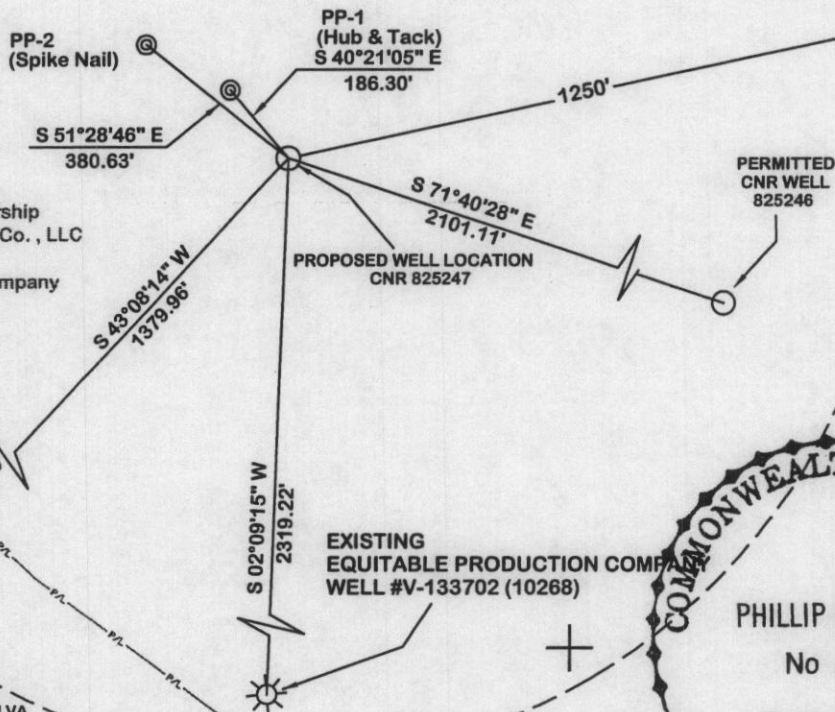 PP-1
(Hub & Tack)
S 40°21'05" E
186.30'
PP-2
(Spike Nail)
S 51°28'46" E
380.63'
1250'
PERMITTED
CNR WELL
825246
S 71°40'28" E
2101.11'
PROPOSED WELL LOCATION
CNR 825247
rship
Co., LLC
mpany
S 43°08'14" W
1379.96'
S 02°09'15" W
2319.22'
EXISTING
EQUITABLE PRODUCTION COMPANY
WELL #V-133702 (10268)
COMMONWEALT
PHILLIP
No
P/L
P/L
P/L
P/L